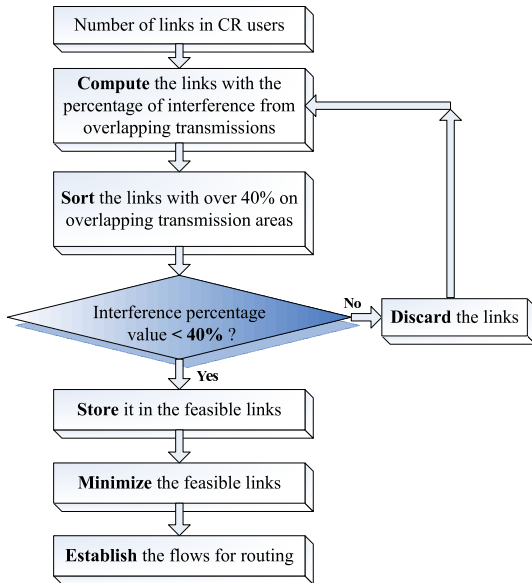 Number of links in CR users
Compute the links with the
percentage of interference from
overlapping transmissions
Sort the links with over 40% on
overlapping transmission areas
Interference percentage
value < 40% ?
No
Discard the links
Yes
Store it in the feasible links
Minimize the feasible links
Establish the flows for routing